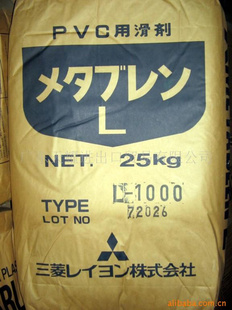 PVC用滑剤
メタブレン
L
NET. 25kg
TYPE L-1000
LOT NO 72026
三菱レイヨン株式会社